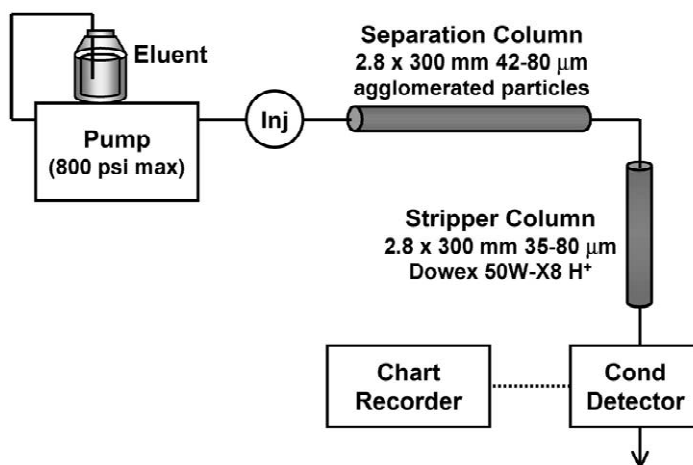 Eluent
Pump
(800 psi max)
Inj
Separation Column
2.8 x 300 mm 42-80 μm
agglomerated particles
Stripper Column
2.8 x 300 mm 35-80 μm
Dowex 50W-X8 H⁺
Chart
Recorder
Cond
Detector